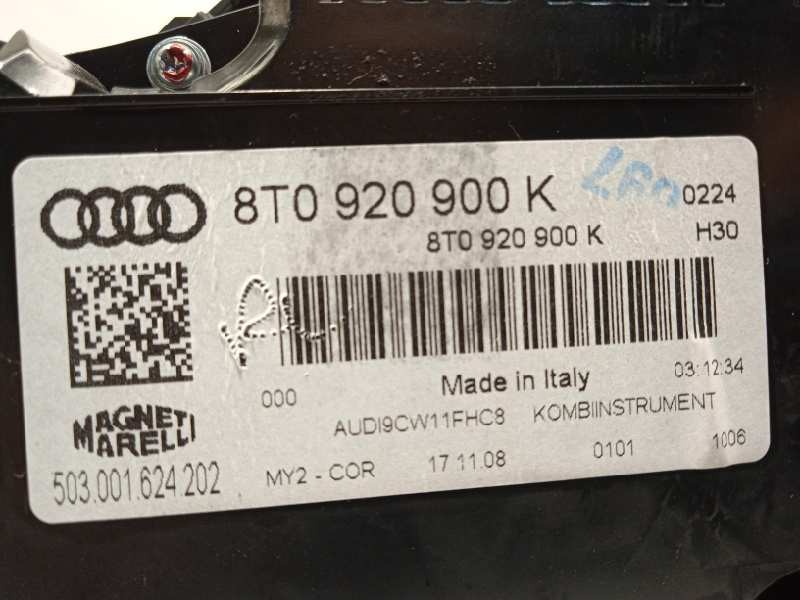 8T0 920 900 K
0224
8T0 920 900 K
H30
000
Made in Italy
03:12:34
MAGNETI
MARELLI
AUDI9CW11FHC8 KOMBIINSTRUMENT
503.001.624.202
MY2 - COR
17 11.08
0101
1006